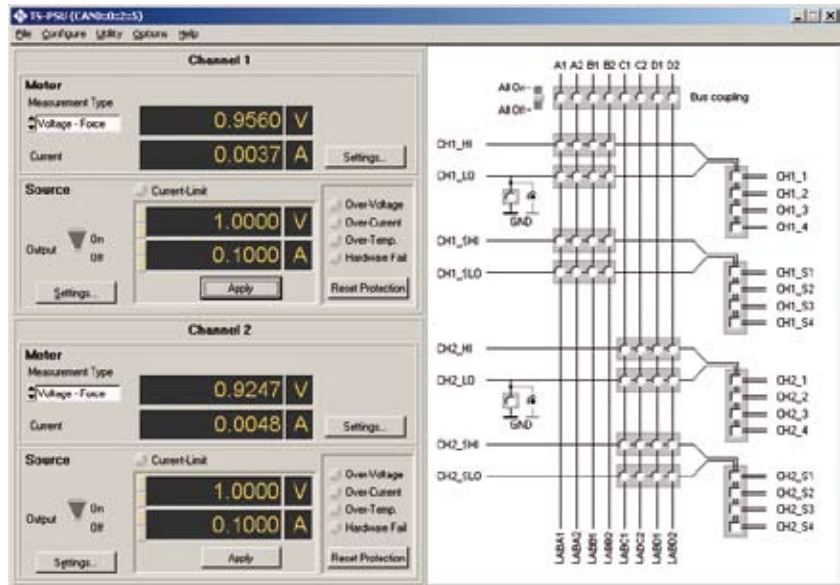 TS-PSU (CAN0::0::2::5)
File Configure Utility Options Help
Channel 1
Meter
Measurement Type
Voltage - Force
0.9560 V
Current
0.0037 A
Settings...
Source
Current-Limit
1.0000 V
0.1000 A
Output
On
Off
Settings...
Apply
Over-Voltage
Over-Current
Over-Temp.
Hardware Fail
Reset Protection
Channel 2
Meter
Measurement Type
Voltage - Force
0.9247 V
Current
0.0048 A
Settings...
Source
Current-Limit
1.0000 V
0.1000 A
Output
On
Off
Settings...
Apply
Over-Voltage
Over-Current
Over-Temp.
Hardware Fail
Reset Protection
A1 A2 B1 B2 C1 C2 D1 D2
All On
All Off
Bus coupling
CH1_HI
CH1_LO
GND
CH1_1
CH1_2
CH1_3
CH1_4
CH1_SHI
CH1_SLO
CH1_S1
CH1_S2
CH1_S3
CH1_S4
CH2_HI
CH2_LO
GND
CH2_1
CH2_2
CH2_3
CH2_4
CH2_SHI
CH2_SLO
CH2_S1
CH2_S2
CH2_S3
CH2_S4
LABA1 LABA2 LABB1 LABB2 LABC1 LABC2 LABD1 LABD2